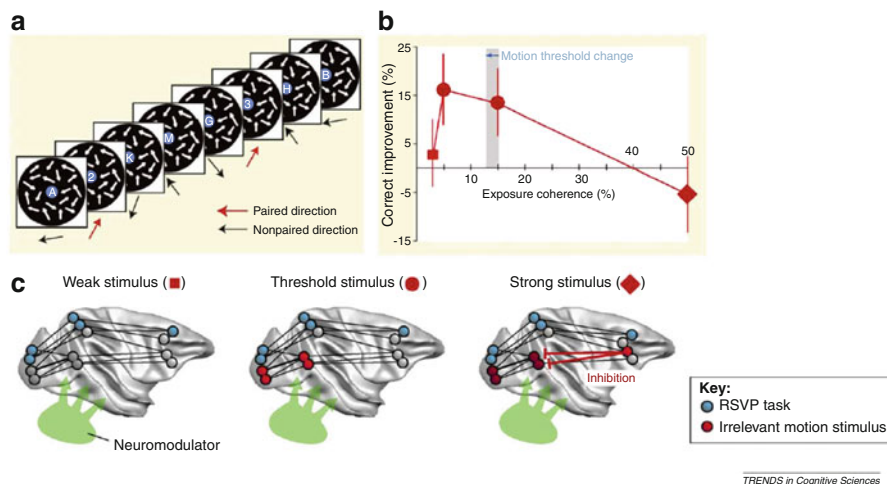 a
A
2
K
M
G
3
H
B
Paired direction
Nonpaired direction
b
Correct improvement (%)
25
15
5
-5
-15
Motion threshold change
10
20
30
40
50
Exposure coherence (%)
c
Weak stimulus (■)
Threshold stimulus (●)
Strong stimulus (◆)
Inhibition
Neuromodulator
Key:
RSVP task
Irrelevant motion stimulus
TRENDS in Cognitive Sciences